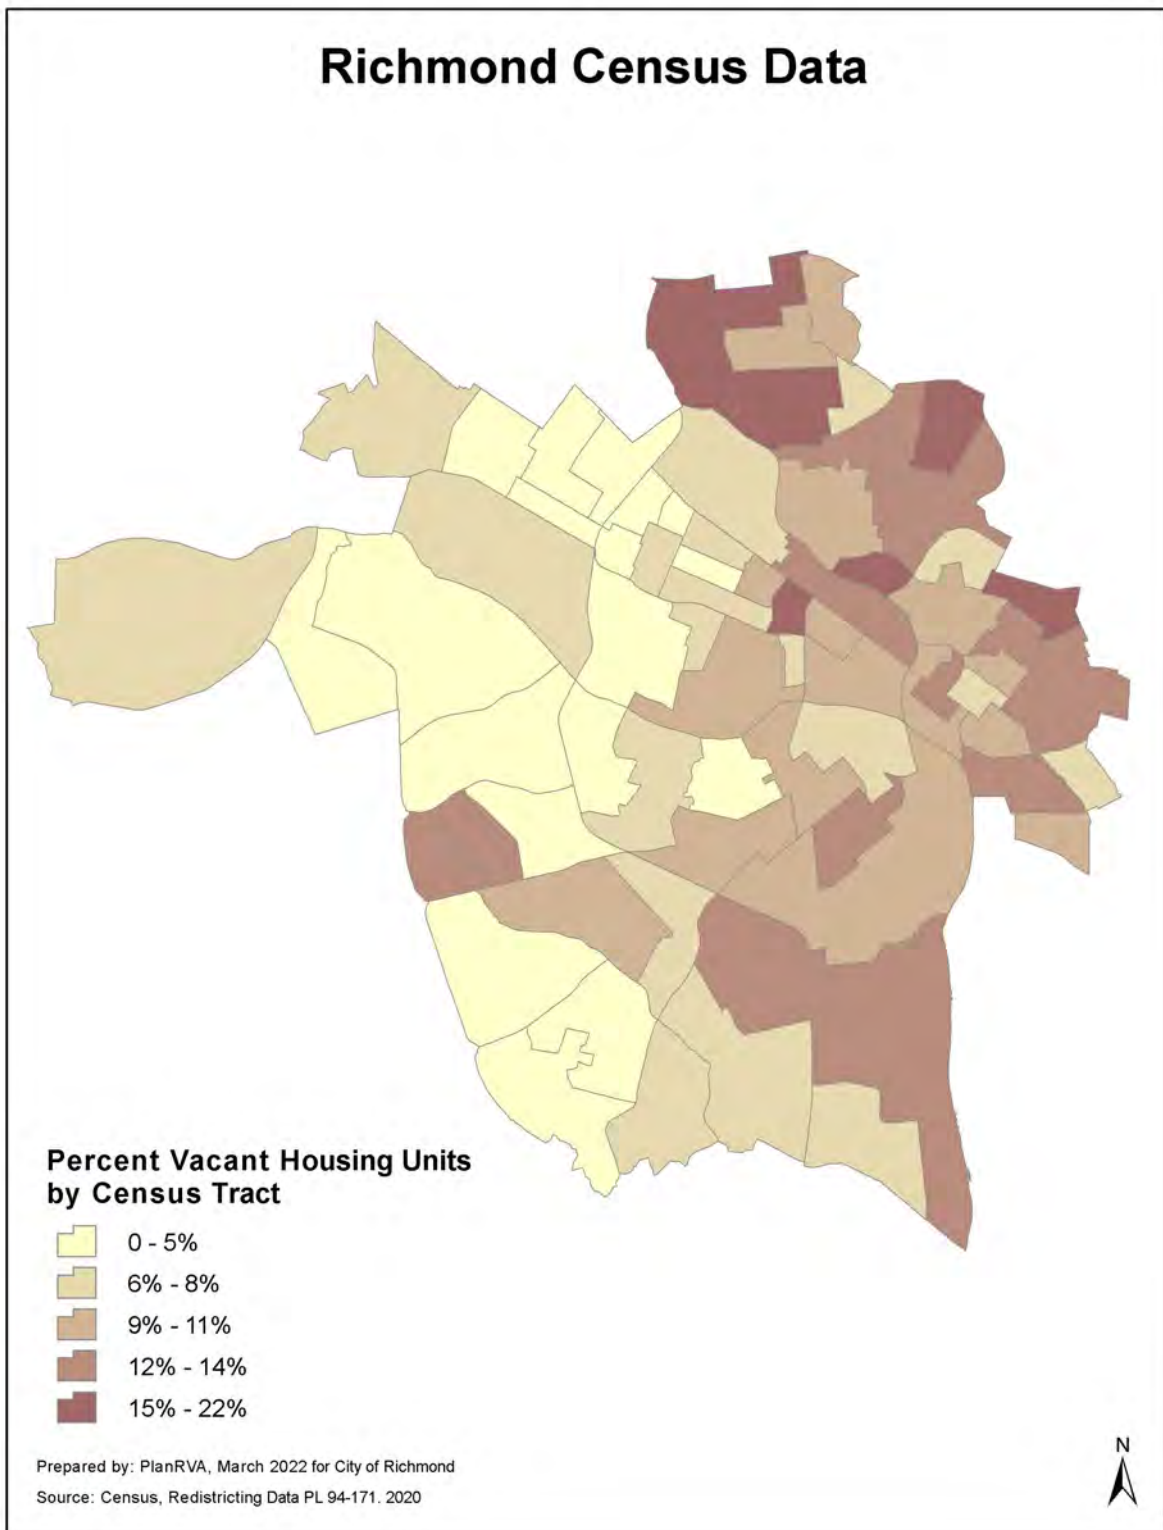 Richmond Census Data
Percent Vacant Housing Units
by Census Tract
0 - 5%
6% - 8%
9% - 11%
12% - 14%
15% - 22%
Prepared by: PlanRVA, March 2022 for City of Richmond
Source: Census, Redistricting Data PL 94-171. 2020
N